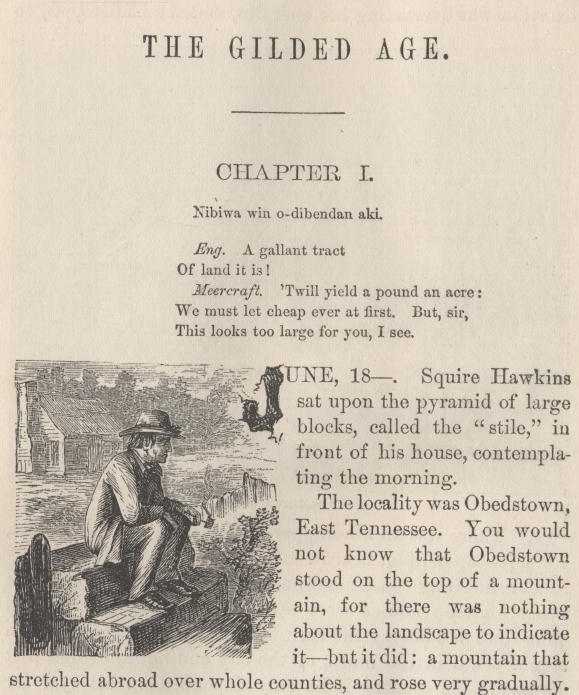 THE GILDED AGE.
CHAPTER I.
Nibiwa win o-dibendan aki.
Eng. A gallant tract
Of land it is!
Meercraft. 'Twill yield a pound an acre:
We must let cheap ever at first. But, sir,
This looks too large for you, I see.
JUNE, 18—. Squire Hawkins
sat upon the pyramid of large
blocks, called the "stile," in
front of his house, contempla-
ting the morning.
The locality was Obedstown,
East Tennessee. You would
not know that Obedstown
stood on the top of a mount-
ain, for there was nothing
about the landscape to indicate
it—but it did: a mountain that
stretched abroad over whole counties, and rose very gradually.